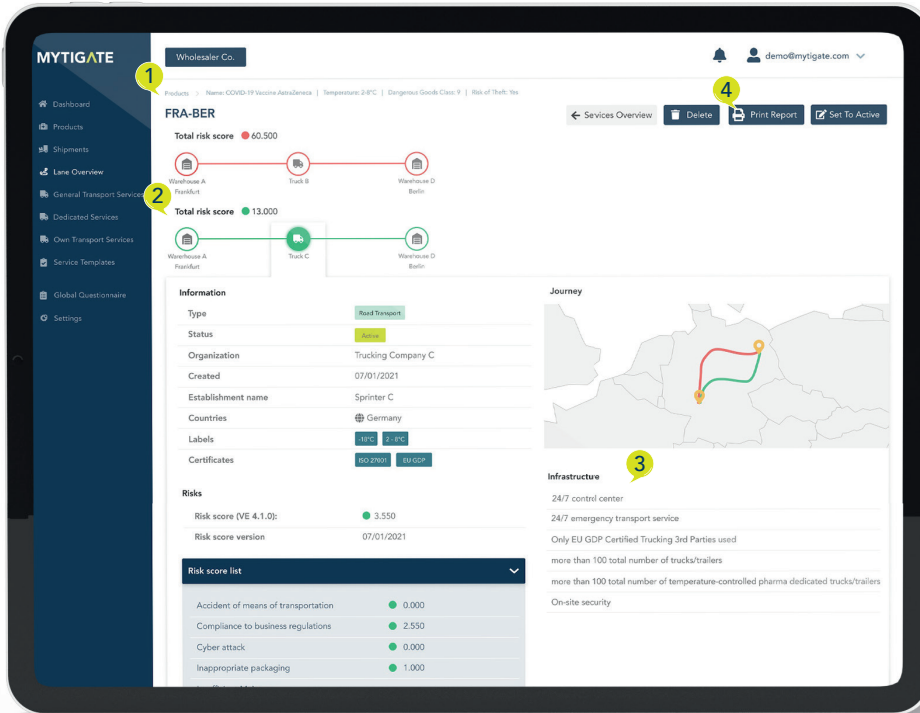 MYTIGATE
Wholesaler Co.
demo@mytigate.com
1
Products > Name: COVID-19 Vaccine AstraZeneca | Temperature: 2-8°C | Dangerous Goods Class: 9 | Risk of Theft: Yes
4
FRA-BER
← Sevices Overview
Delete
Print Report
Set To Active
Dashboard
Products
Shipments
Lane Overview
General Transport Services
Dedicated Services
Own Transport Services
Service Templates
Global Questionnaire
Settings
Total risk score 60.500
Warehouse A
Frankfurt
Truck B
Warehouse D
Berlin
2
Total risk score 13.000
Warehouse A
Frankfurt
Truck C
Warehouse D
Berlin
Information
Type Road Transport
Status Active
Organization Trucking Company C
Created 07/01/2021
Establishment name Sprinter C
Countries Germany
Labels -18°C 2 - 8°C
Certificates ISO 27001 EU-GDP
Risks
Risk score (VE 4.1.0): 3.550
Risk score version 07/01/2021
Risk score list
Accident of means of transportation 0.000
Compliance to business regulations 2.550
Cyber attack 0.000
Inappropriate packaging 1.000
Journey
3
Infrastructure
24/7 control center
24/7 emergency transport service
Only EU GDP Certified Trucking 3rd Parties used
more than 100 total number of trucks/trailers
more than 100 total number of temperature-controlled pharma dedicated trucks/trailers
On-site security